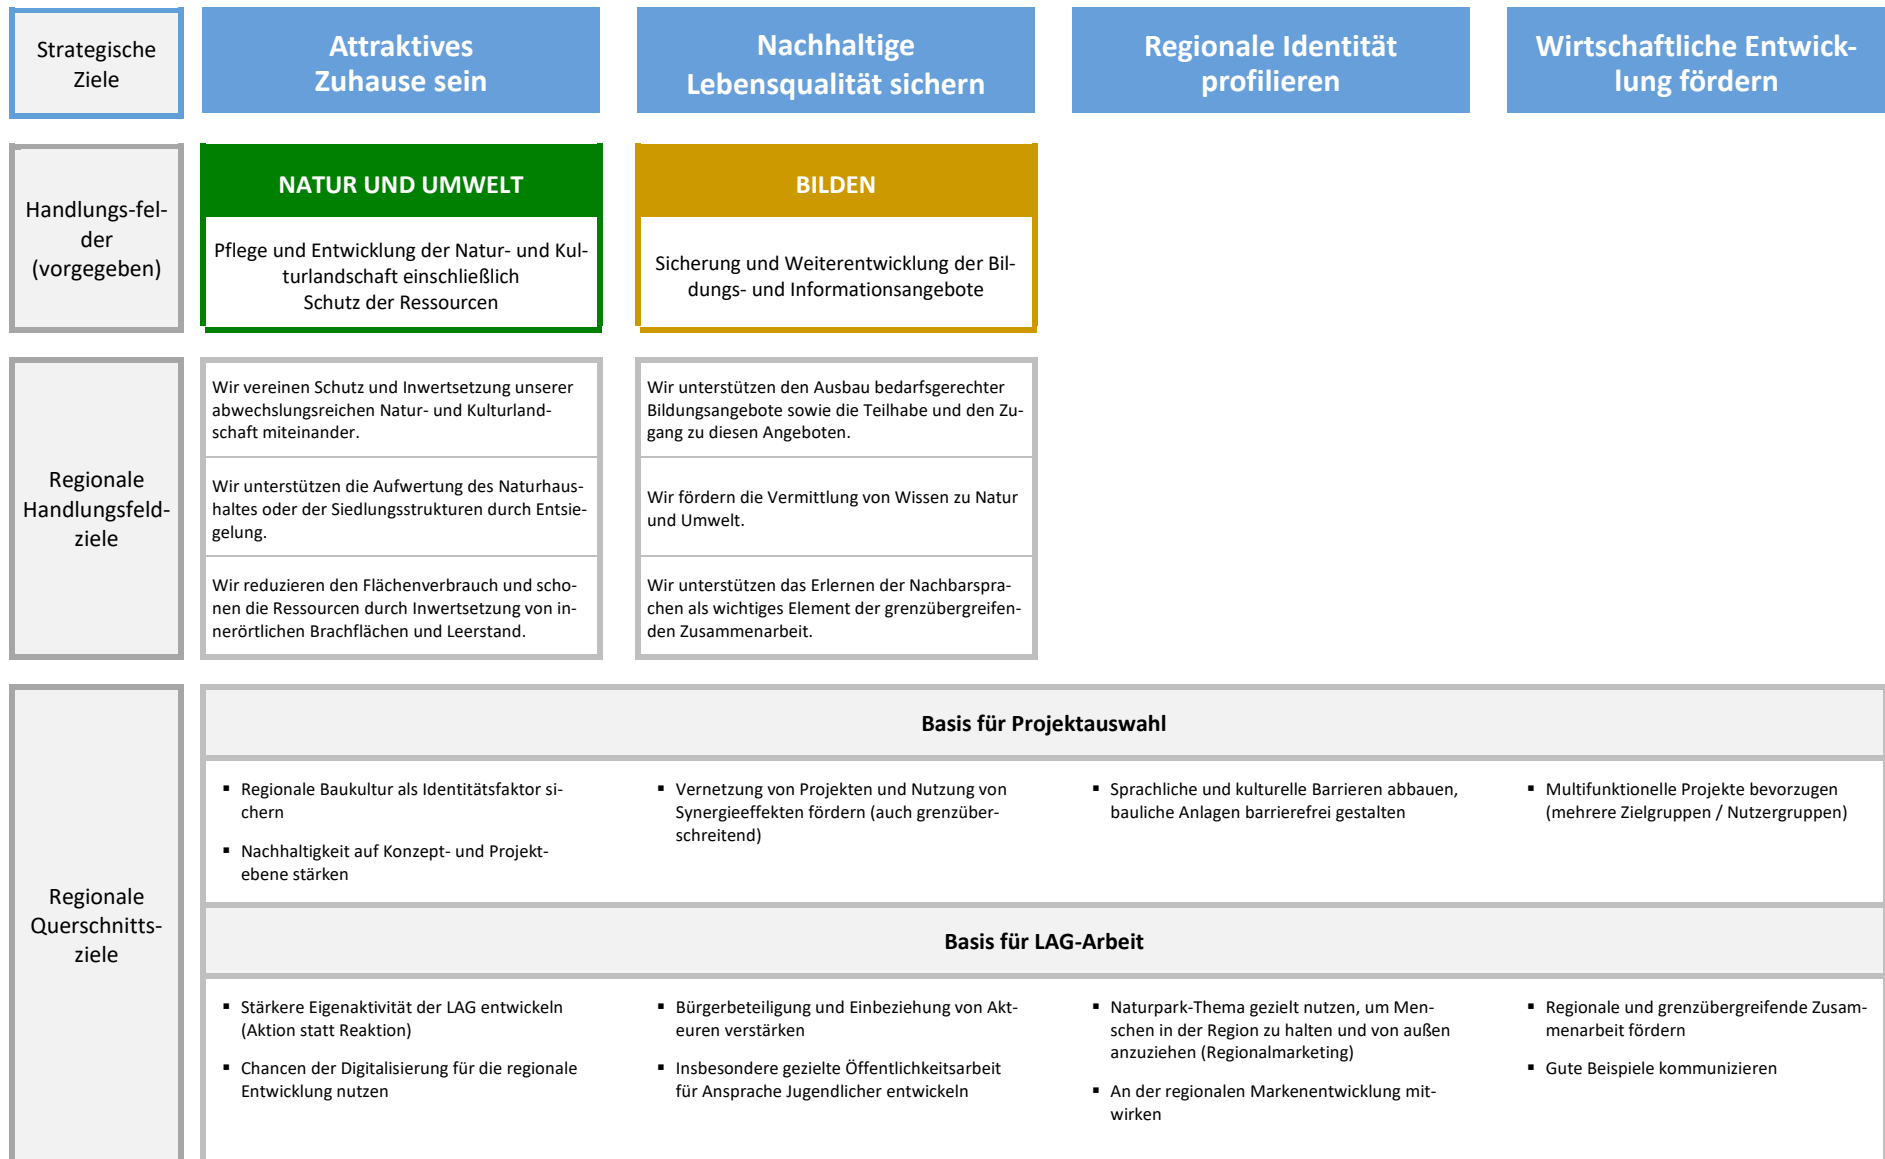 Strategische
Ziele
Attraktives
Zuhause sein
Nachhaltige
Lebensqualität sichern
Regionale Identität
profilieren
Wirtschaftliche Entwick-
lung fördern
Handlungs-fel-
der
(vorgegeben)
NATUR UND UMWELT
Pflege und Entwicklung der Natur- und Kul-
turlandschaft einschließlich
Schutz der Ressourcen
BILDEN
Sicherung und Weiterentwicklung der Bil-
dungs- und Informationsangebote
Regionale
Handlungsfeld-
ziele
Wir vereinen Schutz und Inwertsetzung unserer
abwechslungsreichen Natur- und Kulturland-
schaft miteinander.
Wir unterstützen die Aufwertung des Naturhaus-
haltes oder der Siedlungsstrukturen durch Entsie-
gelung.
Wir reduzieren den Flächenverbrauch und scho-
nen die Ressourcen durch Inwertsetzung von in-
nerörtlichen Brachflächen und Leerstand.
Wir unterstützen den Ausbau bedarfsgerechter
Bildungsangebote sowie die Teilhabe und den Zu-
gang zu diesen Angeboten.
Wir fördern die Vermittlung von Wissen zu Natur
und Umwelt.
Wir unterstützen das Erlernen der Nachbarspra-
chen als wichtiges Element der grenzübergreifen-
den Zusammenarbeit.
Regionale
Querschnitts-
ziele
Basis für Projektauswahl
▪ Regionale Baukultur als Identitätsfaktor si-
chern
▪ Nachhaltigkeit auf Konzept- und Projekt-
ebene stärken
▪ Vernetzung von Projekten und Nutzung von
Synergieeffekten fördern (auch grenzüber-
schreitend)
▪ Sprachliche und kulturelle Barrieren abbauen,
bauliche Anlagen barrierefrei gestalten
▪ Multifunktionelle Projekte bevorzugen
(mehrere Zielgruppen / Nutzergruppen)
Basis für LAG-Arbeit
▪ Stärkere Eigenaktivität der LAG entwickeln
(Aktion statt Reaktion)
▪ Chancen der Digitalisierung für die regionale
Entwicklung nutzen
▪ Bürgerbeteiligung und Einbeziehung von Akt-
euren verstärken
▪ Insbesondere gezielte Öffentlichkeitsarbeit
für Ansprache Jugendlicher entwickeln
▪ Naturpark-Thema gezielt nutzen, um Men-
schen in der Region zu halten und von außen
anzuziehen (Regionalmarketing)
▪ An der regionalen Markenentwicklung mit-
wirken
▪ Regionale und grenzübergreifende Zusam-
menarbeit fördern
▪ Gute Beispiele kommunizieren